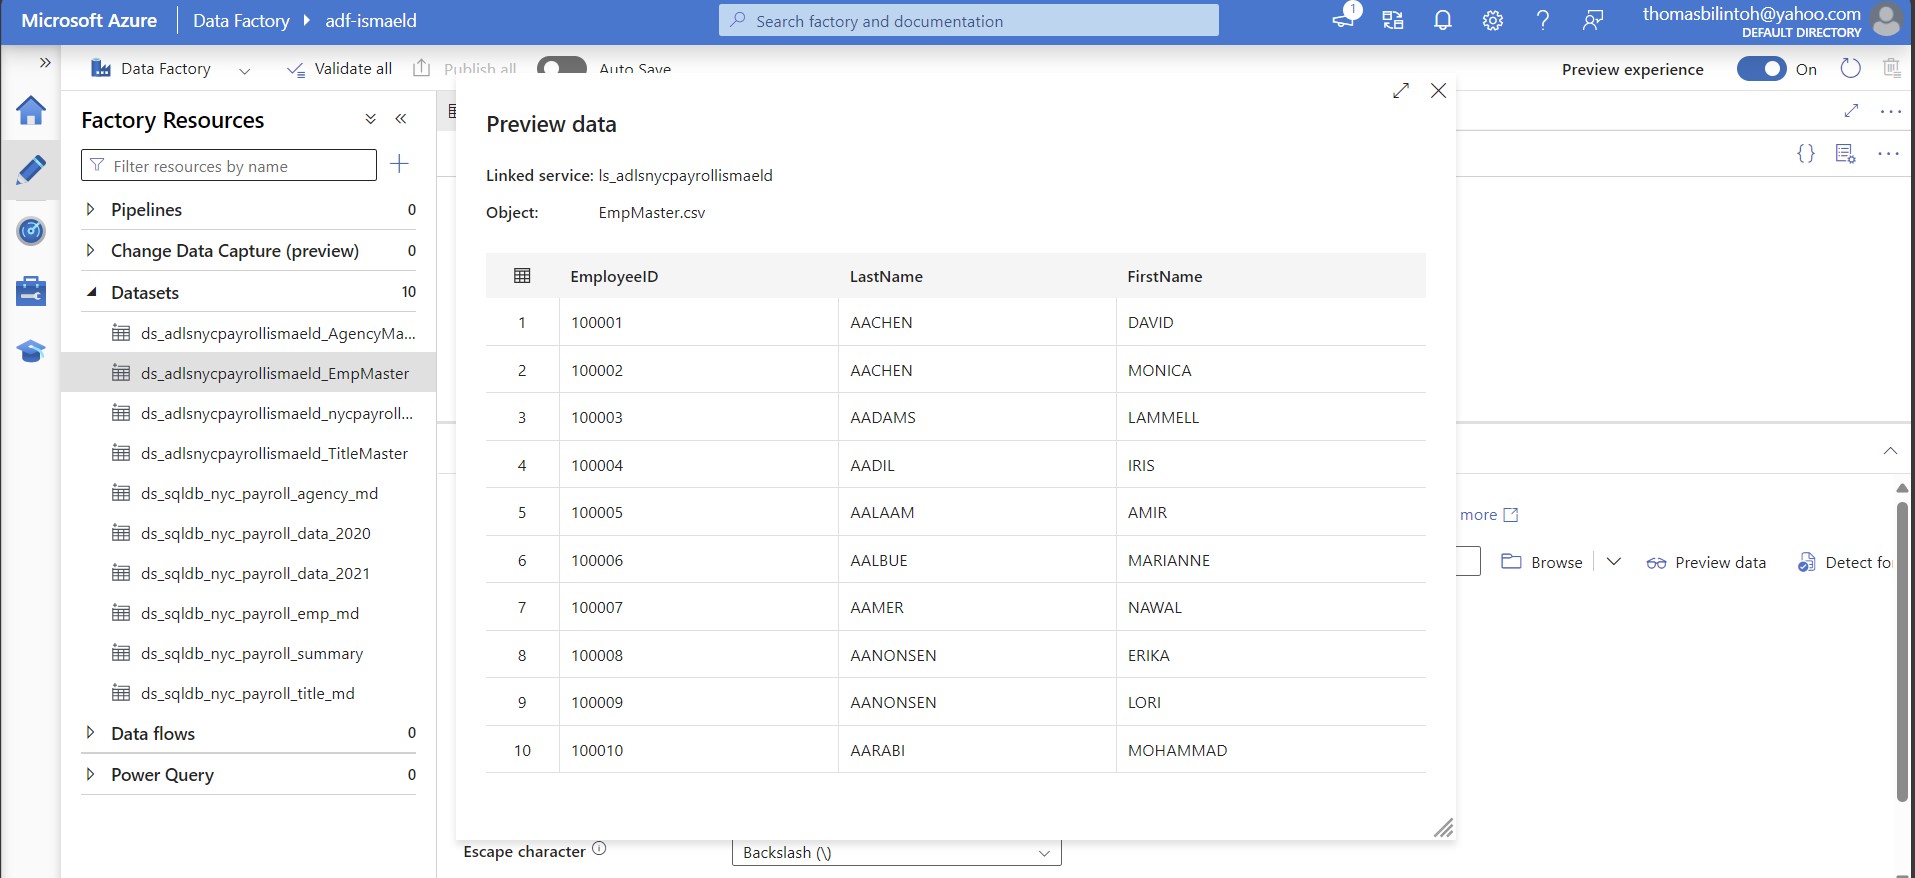 Microsoft Azure
Data Factory
adf-ismaeld
Search factory and documentation
1
thomasbilintoh@yahoo.com
DEFAULT DIRECTORY
Data Factory
Validate all
Publish all
Auto Save
Preview experience
On
Factory Resources
Filter resources by name
Pipelines 0
Change Data Capture (preview) 0
Datasets 10
ds_adlsnycpayrollismaeld_AgencyMa...
ds_adlsnycpayrollismaeld_EmpMaster
ds_adlsnycpayrollismaeld_nycpayroll...
ds_adlsnycpayrollismaeld_TitleMaster
ds_sqldb_nyc_payroll_agency_md
ds_sqldb_nyc_payroll_data_2020
ds_sqldb_nyc_payroll_data_2021
ds_sqldb_nyc_payroll_emp_md
ds_sqldb_nyc_payroll_summary
ds_sqldb_nyc_payroll_title_md
Data flows 0
Power Query 0
Preview data
Linked service: ls_adlsnycpayrollismaeld
Object: EmpMaster.csv
EmployeeID LastName FirstName
1 100001 AACHEN DAVID
2 100002 AACHEN MONICA
3 100003 AADAMS LAMMELL
4 100004 AADIL IRIS
5 100005 AALAAM AMIR
6 100006 AALBUE MARIANNE
7 100007 AAMER NAWAL
8 100008 AANONSEN ERIKA
9 100009 AANONSEN LORI
10 100010 AARABI MOHAMMAD
more
Browse
Preview data
Detect fo
Escape character
Backslash (\)